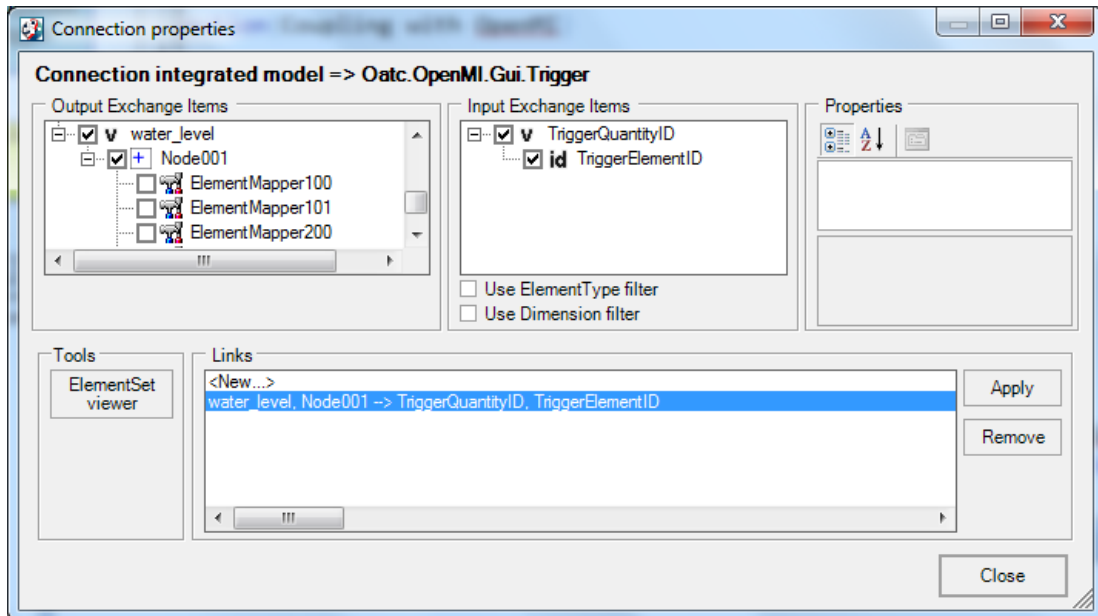 Connection properties
Connection integrated model => Oatc.OpenMI.Gui.Trigger
Output Exchange Items
v water_level
Node001
ElementMapper100
ElementMapper101
ElementMapper200
Input Exchange Items
v TriggerQuantityID
id TriggerElementID
Use ElementType filter
Use Dimension filter
Properties
A
Z
Tools
ElementSet
viewer
Links
<New...>
water_level, Node001 --> TriggerQuantityID, TriggerElementID
Apply
Remove
Close